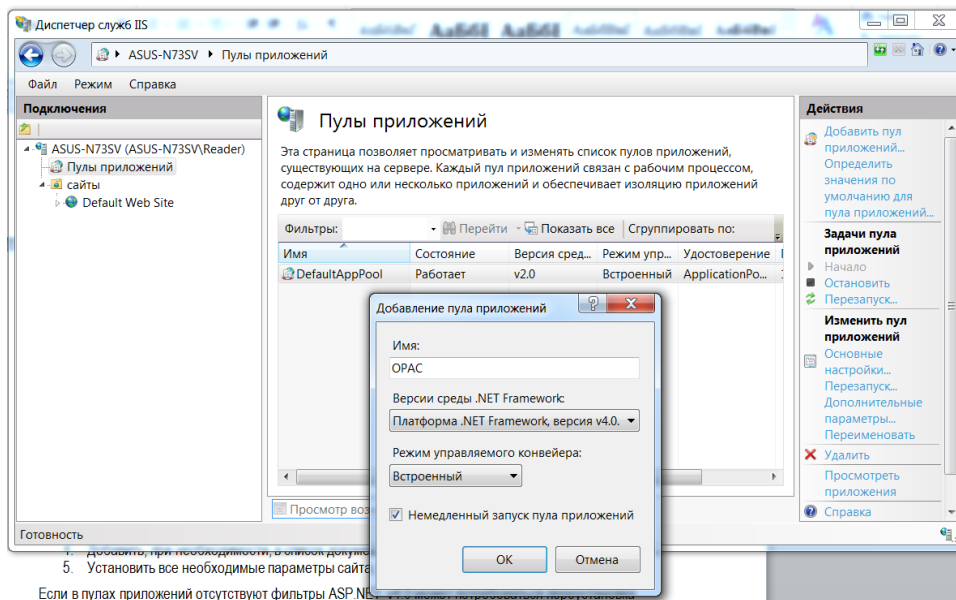 Диспетчер служб IIS
АаБбІ АаБбІ
ASUS-N73SV
Пулы приложений
Файл Режим Справка
Подключения
ASUS-N73SV (ASUS-N73SV\Reader)
Пулы приложений
сайты
Default Web Site
Пулы приложений
Эта страница позволяет просматривать и изменять список пулов приложений,
существующих на сервере. Каждый пул приложений связан с рабочим процессом,
содержит одно или несколько приложений и обеспечивает изоляцию приложений
друг от друга.
Фильтры: Перейти Показать все Сгруппировать по:
Имя Состояние Версия сред... Режим упр... Удостоверение
DefaultAppPool Работает v2.0 Встроенный ApplicationPo...
Просмотр воз
Добавление пула приложений
Имя:
OPAC
Версии среды .NET Framework:
Платформа .NET Framework, версия v4.0.
Режим управляемого конвейера:
Встроенный
Немедленный запуск пула приложений
ОК Отмена
Действия
Добавить пул
приложений...
Определить
значения по
умолчанию для
пула приложений...
Задачи пула
приложений
Начало
Остановить
Перезапуск...
Изменить пул
приложений
Основные
настройки...
Перезапуск...
Дополнительные
параметры...
Переименовать
Удалить
Просмотреть
приложения
Справка
Готовность
5. Установить все необходимые параметры сайта
Если в пулах приложений отсутствуют фильтры ASP.NET